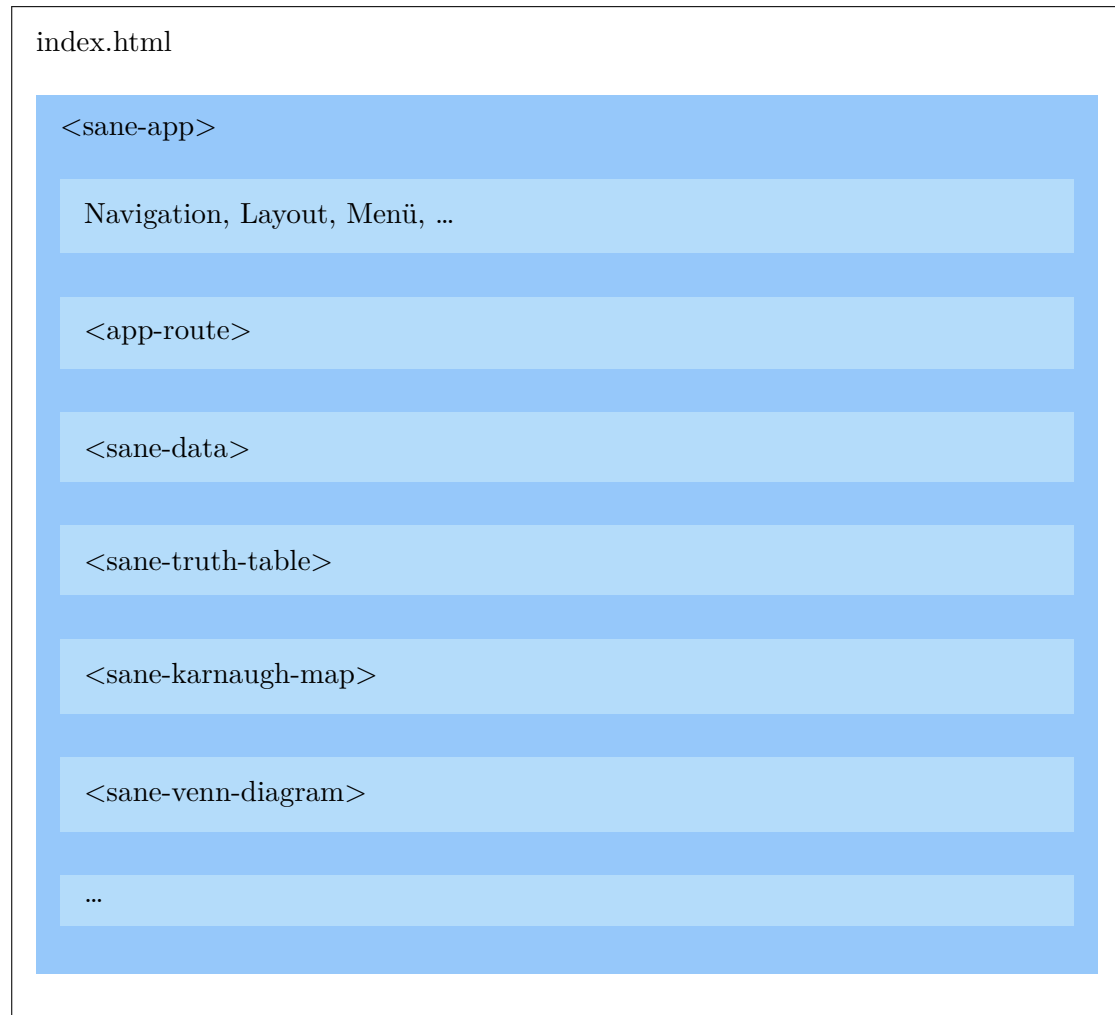 index.html
<sane-app>
Navigation, Layout, Menü, …
<app-route>
<sane-data>
<sane-truth-table>
<sane-karnaugh-map>
<sane-venn-diagram>
…